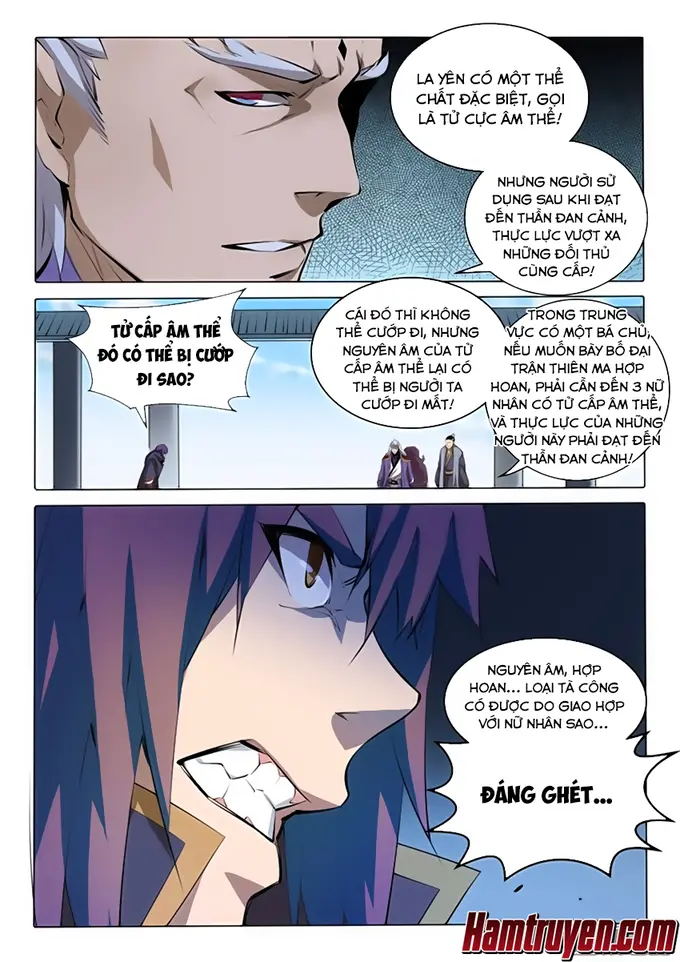 LA YÊN CÓ MỘT THỂ
CHẤT ĐẶC BIỆT, GỌI
LÀ TỬ CỰC ÂM THỂ!
NHƯNG NGƯỜI SỬ
DỤNG SAU KHI ĐẠT
ĐẾN THẦN ĐAN CẢNH,
THỰC LỰC VƯỢT XA
NHỮNG ĐỐI THỦ
CÙNG CẤP!
TỬ CẤP ÂM THỂ
ĐÓ CÓ THỂ BỊ CƯỚP
ĐI SAO?
CÁI ĐÓ THÌ KHÔNG
THỂ CƯỚP ĐI, NHƯNG
NGUYÊN ÂM CỦA TỬ
CẤP ÂM THỂ LẠI CÓ
THỂ BỊ NGƯỜI TA
CƯỚP ĐI MẤT!
TRONG TRUNG
VỰC CÓ MỘT BÁ CHỦ,
NẾU MUỐN BÀY BỐ ĐẠI
TRẬN THIÊN MA HỢP
HOAN, PHẢI CẦN ĐẾN 3 NỮ
NHÂN CÓ TỬ CẤP ÂM THỂ,
VÀ THỰC LỰC CỦA NHỮNG
NGƯỜI NÀY PHẢI ĐẠT ĐẾN
THẦN ĐAN CẢNH!
NGUYÊN ÂM, HỢP
HOAN... LOẠI TÀ CÔNG
CÓ ĐƯỢC DO GIAO HỢP
VỚI NỮ NHÂN SAO...
ĐÁNG GHÉT...
Hamtruyen.com